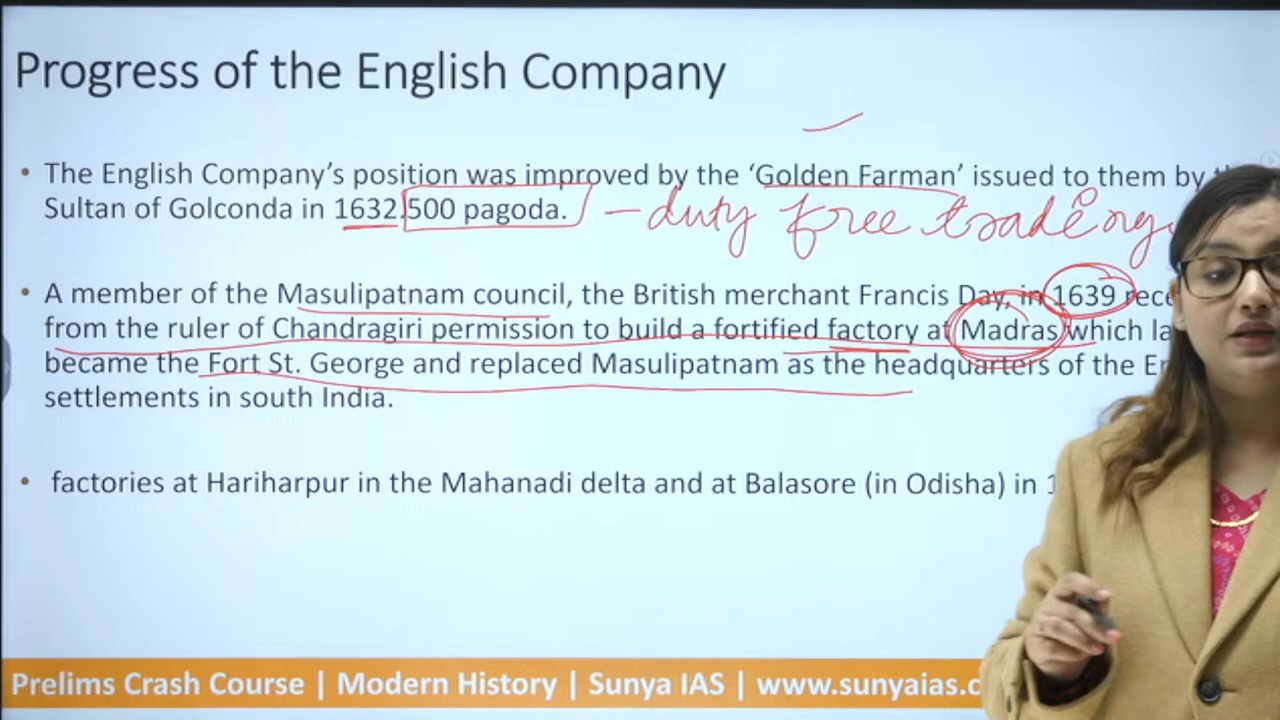 Progress of the English Company
• The English Company's position was improved by the 'Golden Farman' issued to them by
Sultan of Golconda in 1632.500 pagoda. – duty free trade
• A member of the Masulipatnam council, the British merchant Francis Day, in 1639
from the ruler of Chandragiri permission to build a fortified factory at Madras which
became the Fort St. George and replaced Masulipatnam as the headquarters of the
settlements in south India.
• factories at Hariharpur in the Mahanadi delta and at Balasore (in Odisha) in
Prelims Crash Course | Modern History | Sunya IAS | www.sunyaias.c